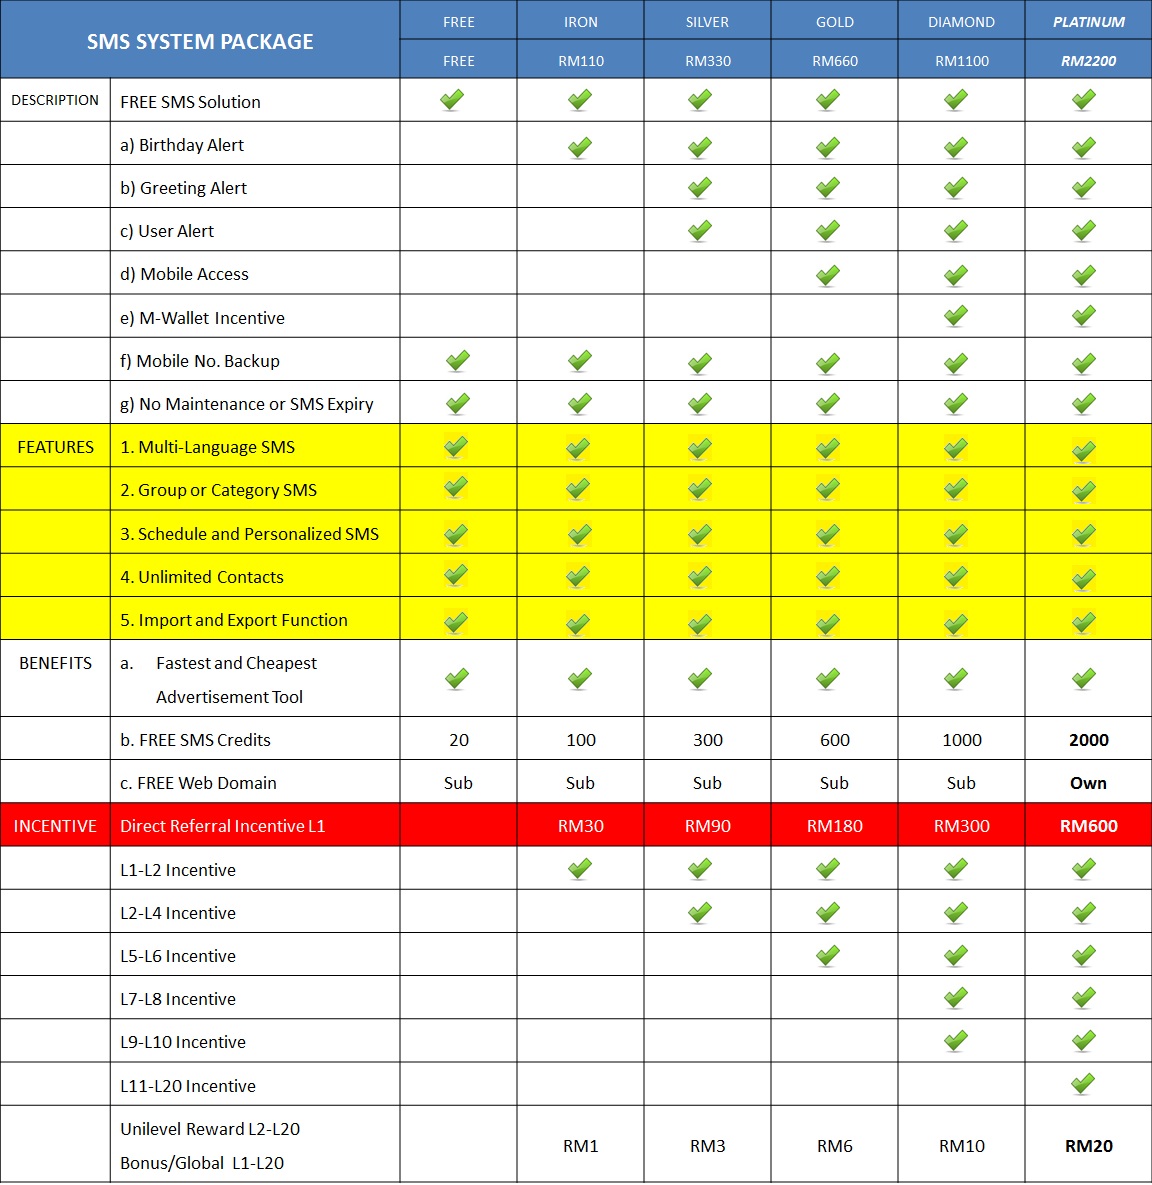 SMS SYSTEM PACKAGE
FREE IRON SILVER GOLD DIAMOND PLATINUM
FREE RM110 RM330 RM660 RM1100 RM2200
DESCRIPTION FREE SMS Solution
a) Birthday Alert
b) Greeting Alert
c) User Alert
d) Mobile Access
e) M-Wallet Incentive
f) Mobile No. Backup
g) No Maintenance or SMS Expiry
FEATURES 1. Multi-Language SMS
2. Group or Category SMS
3. Schedule and Personalized SMS
4. Unlimited Contacts
5. Import and Export Function
BENEFITS a. Fastest and Cheapest
Advertisement Tool
b. FREE SMS Credits 20 100 300 600 1000 2000
c. FREE Web Domain Sub Sub Sub Sub Sub Own
INCENTIVE Direct Referral Incentive L1 RM30 RM90 RM180 RM300 RM600
L1-L2 Incentive
L2-L4 Incentive
L5-L6 Incentive
L7-L8 Incentive
L9-L10 Incentive
L11-L20 Incentive
Unilevel Reward L2-L20
Bonus/Global L1-L20 RM1 RM3 RM6 RM10 RM20